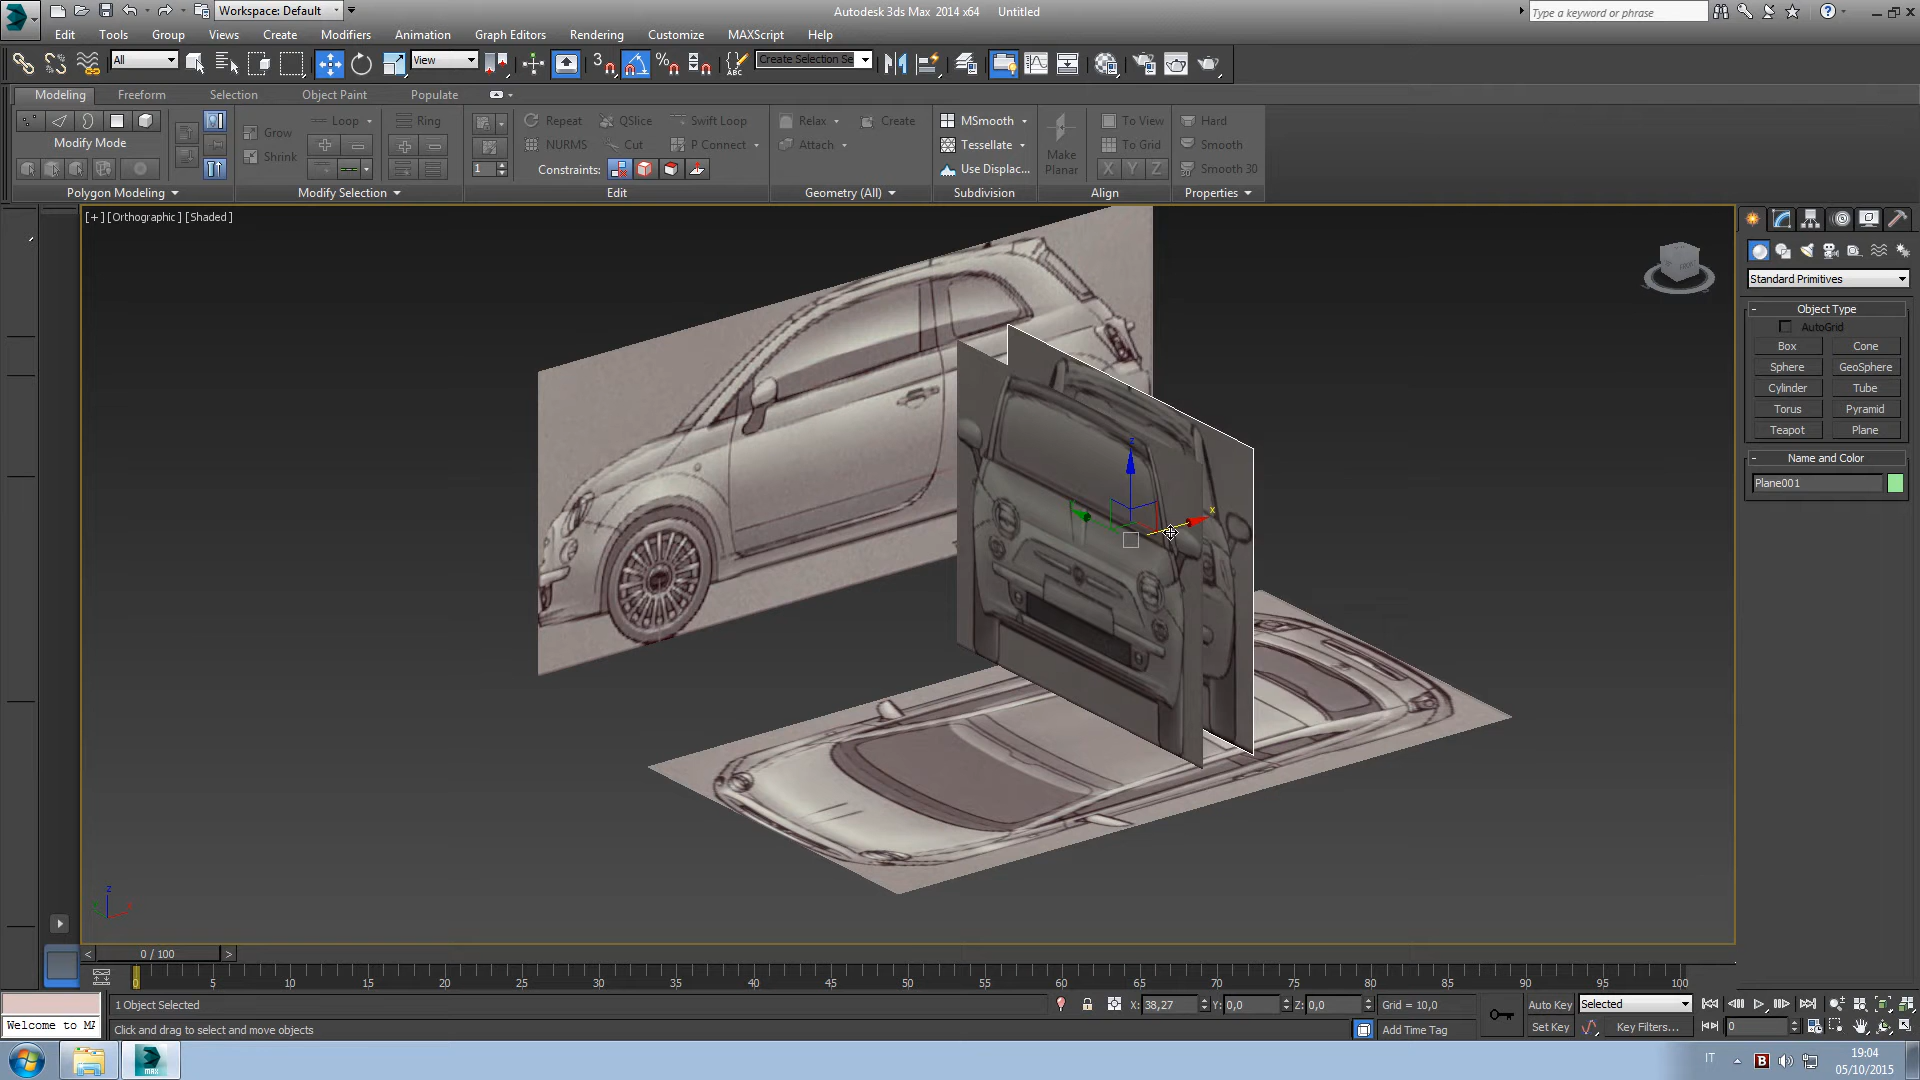 Workspace: Default
Autodesk 3ds Max 2014 x64 Untitled
Type a keyword or phrase
Edit Tools Group Views Create Modifiers Animation Graph Editors Rendering Customize MAXScript Help
All View Create Selection Se
Modeling Freeform Selection Object Paint Populate
Loop Ring Repeat QSlice Swift Loop Relax Create MSmooth To View Hard
Grow
Modify Mode NURMS Cut P Connect Attach Tessellate Make Planar To Grid Smooth
Shrink
1 Constraints: Use Displac... X Y Z Smooth 30
Polygon Modeling Modify Selection Edit Geometry (All) Subdivision Align Properties
[+] [Orthographic] [Shaded]
Standard Primitives
- Object Type
AutoGrid
Box Cone
Sphere GeoSphere
Cylinder Tube
Torus Pyramid
Teapot Plane
- Name and Color
Plane001
z
x
z
x
< 0 / 100 >
0 5 10 15 20 25 30 35 40 45 50 55 60 65 70 75 80 85 90 95 100
1 Object Selected X: 38,27 Y: 0,0 Z: 0,0 Grid = 10,0 Auto Key Selected
Welcome to MA Click and drag to select and move objects Add Time Tag Set Key Key Filters... 0
MAX IT B 19:04
05/10/2015